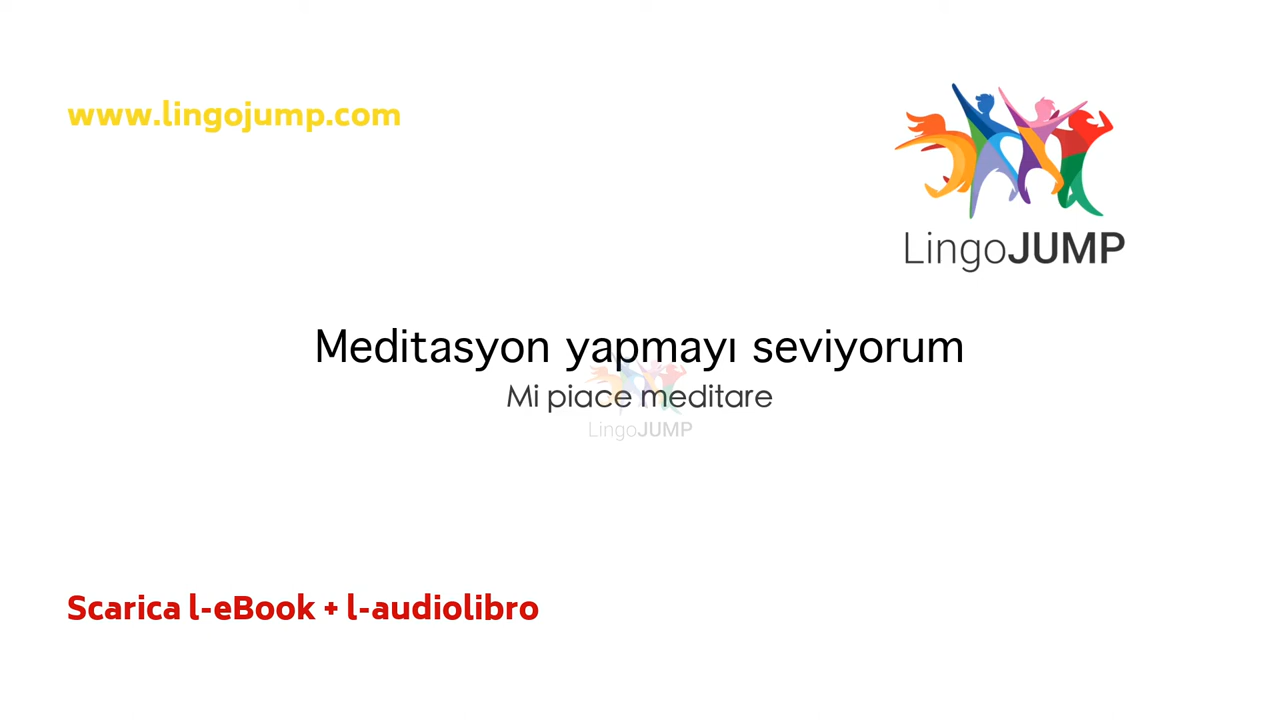 www.lingojump.com
LingoJUMP
Meditasyon yapmayı seviyorum
Mi piace meditare
LingoJUMP
Scarica l-eBook + l-audiolibro